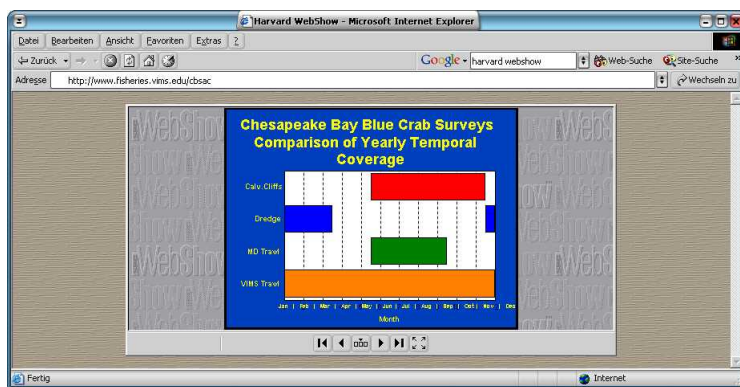 Harvard WebShow - Microsoft Internet Explorer
Datei Bearbeiten Ansicht Favoriten Extras ?
Zurück Google harvard webshow Web-Suche Site-Suche »
Adresse http://www.fisheries.vims.edu/cbsac Wechseln zu
Chesapeake Bay Blue Crab Surveys
Comparison of Yearly Temporal
Coverage
Calv.Cliffs
Dredge
MD Trawl
VIMS Trawl
Jan | Feb | Mar | Apr | May | Jun | Jul | Aug | Sep | Oct | Nov | Dec
Month
Fertig Internet